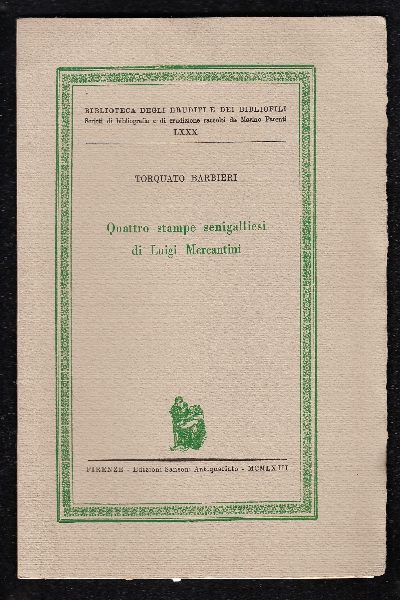 BIBLIOTECA DEGLI ERUDITI E DEI BIBLIOFILI
Scritti di bibliografia e di erudizione raccolti da Marino Parenti
LXXX
TORQUATO BARBIERI
Quattro stampe senigalliesi
di Luigi Mercantini
FIRENZE - Edizioni Sansoni Antiquariato - MCMLXIII